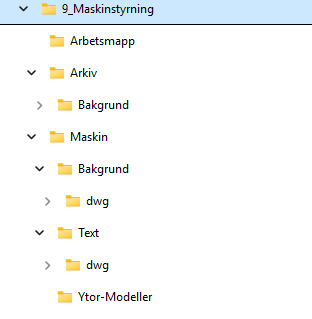 9_Maskinstyrning
Arbetsmapp
Arkiv
Bakgrund
Maskin
Bakgrund
dwg
Text
dwg
Ytor-Modeller